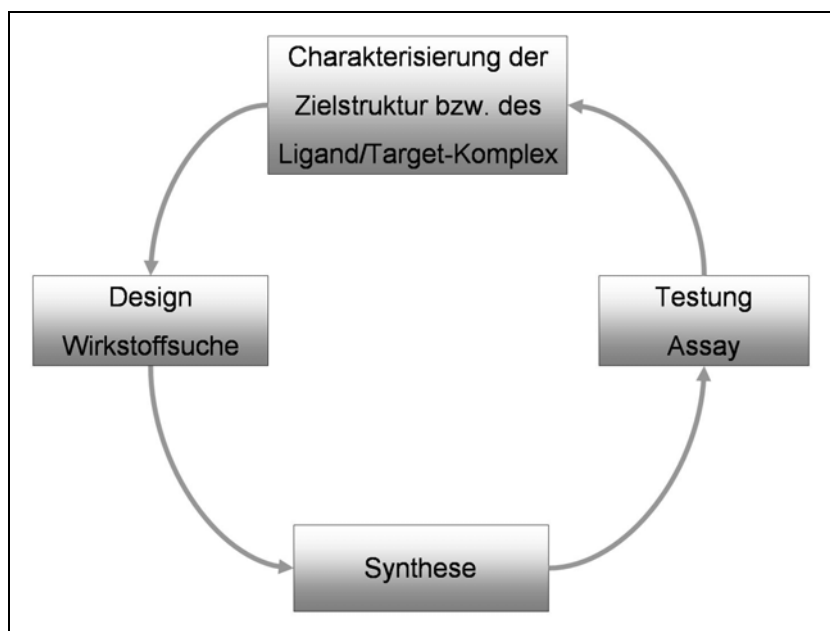 Charakterisierung der
Zielstruktur bzw. des
Ligand/Target-Komplex
Design
Wirkstoffsuche
Testung
Assay
Synthese